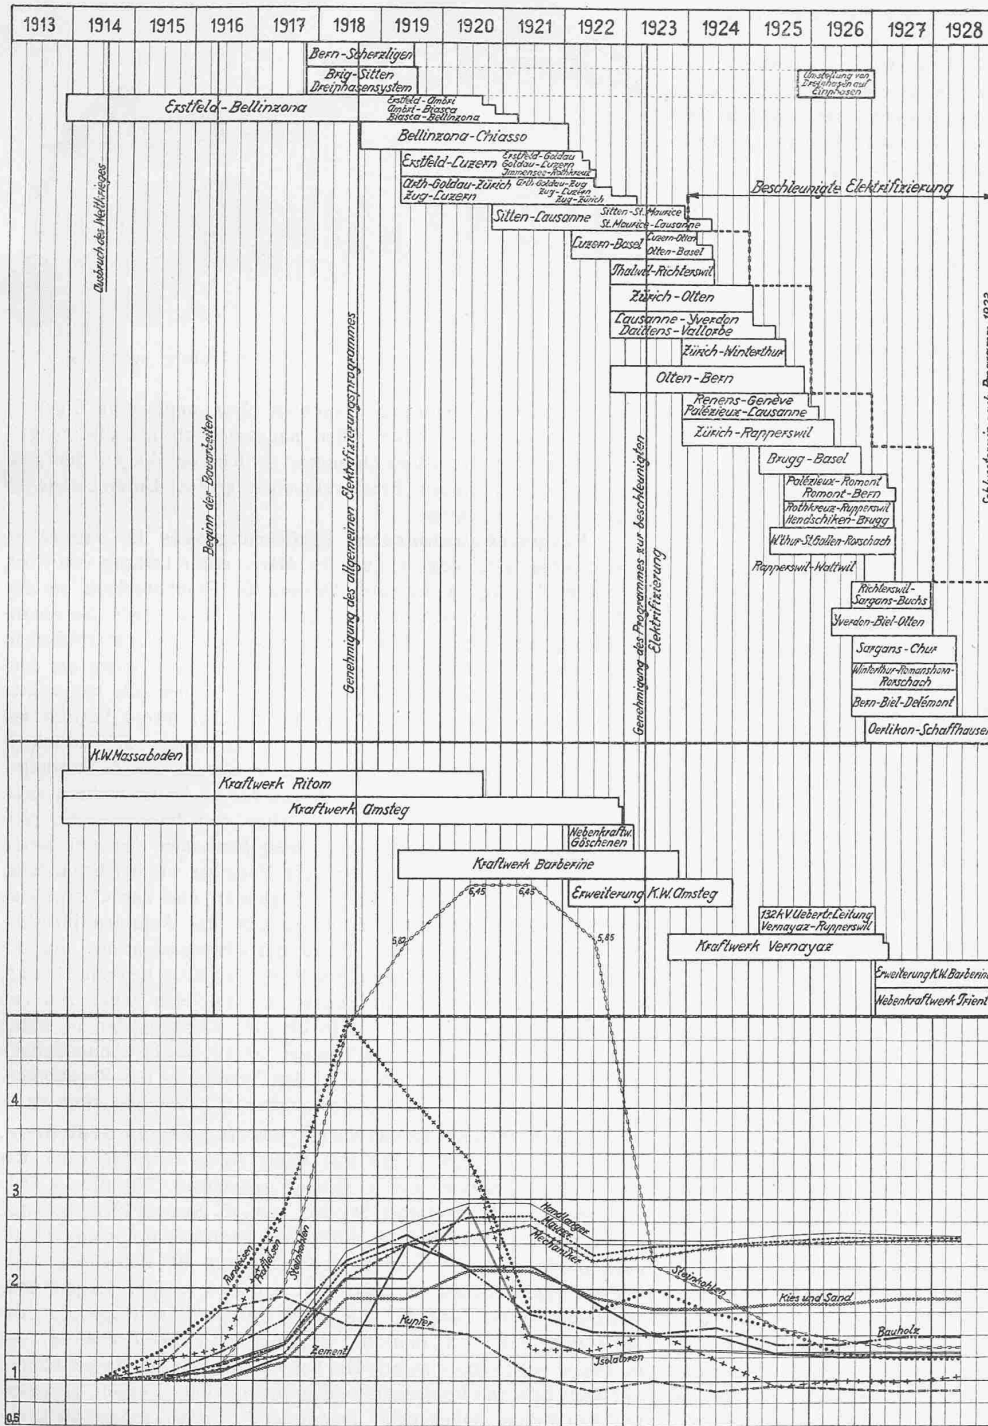 1913 1914 1915 1916 1917 1918 1919 1920 1921 1922 1923 1924 1925 1926 1927 1928
Bern-Scherzligen
Brig-Sitten
Dreiphasensystem
Umstellung von
Dreiphasen auf
Einphasen
Erstfeld-Bellinzona
Erstfeld-Ambri
Ambri-Biasca
Biasca-Bellinzona
Bellinzona-Chiasso
Erstfeld-Luzern
Erstfeld-Goldau
Goldau-Luzern
Immensee-Rothkreuz
Arth-Goldau-Zürich
Zug-Luzern
Arth-Goldau-Zug
Zug-Luzern
Zug-Zürich
Beschleunigte Elektrifizierung
Sitten-Lausanne
Sitten-St.Maurice
St.Maurice-Lausanne
Luzern-Basel
Luzern-Olten
Olten-Basel
Thalwil-Richterswil
Zürich-Olten
Lausanne-Yverdon
Daillens-Vallorbe
Zürich-Winterthur
Olten-Bern
Renens-Genève
Palézieux-Lausanne
Zürich-Rapperswil
Brugg-Basel
Palézieux-Romont
Romont-Bern
Rothkreuz-Rupperswil
Hendschiken-Brugg
W'thur-St.Gallen-Rorschach
Rapperswil-Wattwil
Richterswil-
Sargans-Buchs
Yverdon-Biel-Olten
Sargans-Chur
Winterthur-Romanshorn-
Rorschach
Bern-Biel-Delémont
Oerlikon-Schaffhausen
Ausbruch des Weltkrieges
Beginn der Bauarbeiten
Genehmigung des allgemeinen Elektrifizierungsprogrammes
Genehmigung des Programmes zur beschleunigten
Elektrifizierung
K.W.Massaboden
Kraftwerk Ritom
Kraftwerk Amsteg
Nebenkraftw.
Göschenen
Kraftwerk Barberine
Erweiterung K.W.Amsteg
132kV.Uebertr.Leitung
Vernayaz-Rupperswil
Kraftwerk Vernayaz
Erweiterung K.W.Barberine
Nebenkraftwerk Trient
5,82
6,45
6,45
5,85
4
3
2
1
0,5
Rundeisen
Profileisen
Steinkohlen
Handlanger
Maurer
Mechaniker
Steinkohlen
Kies und Sand
Kupfer
Zement
Isolatoren
Bauholz